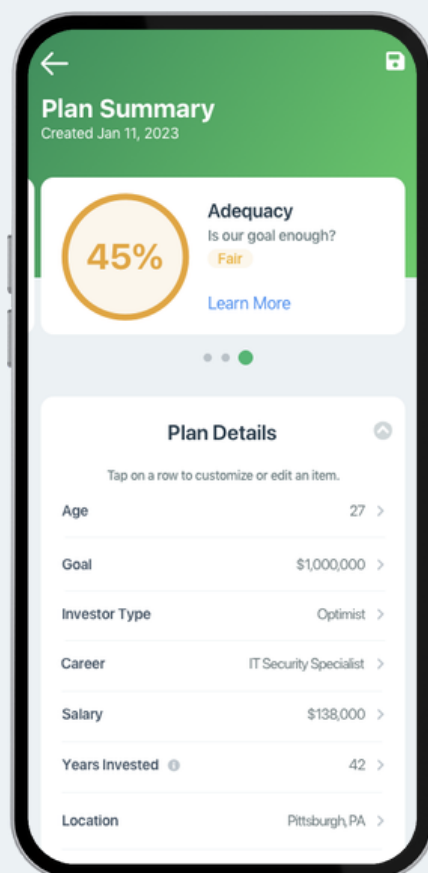 Plan Summary
Created Jan 11, 2023
45%
Adequacy
Is our goal enough?
Fair
Learn More
Plan Details
Tap on a row to customize or edit an item.
Age 27
Goal $1,000,000
Investor Type Optimist
Career IT Security Specialist
Salary $138,000
Years Invested 42
Location Pittsburgh, PA